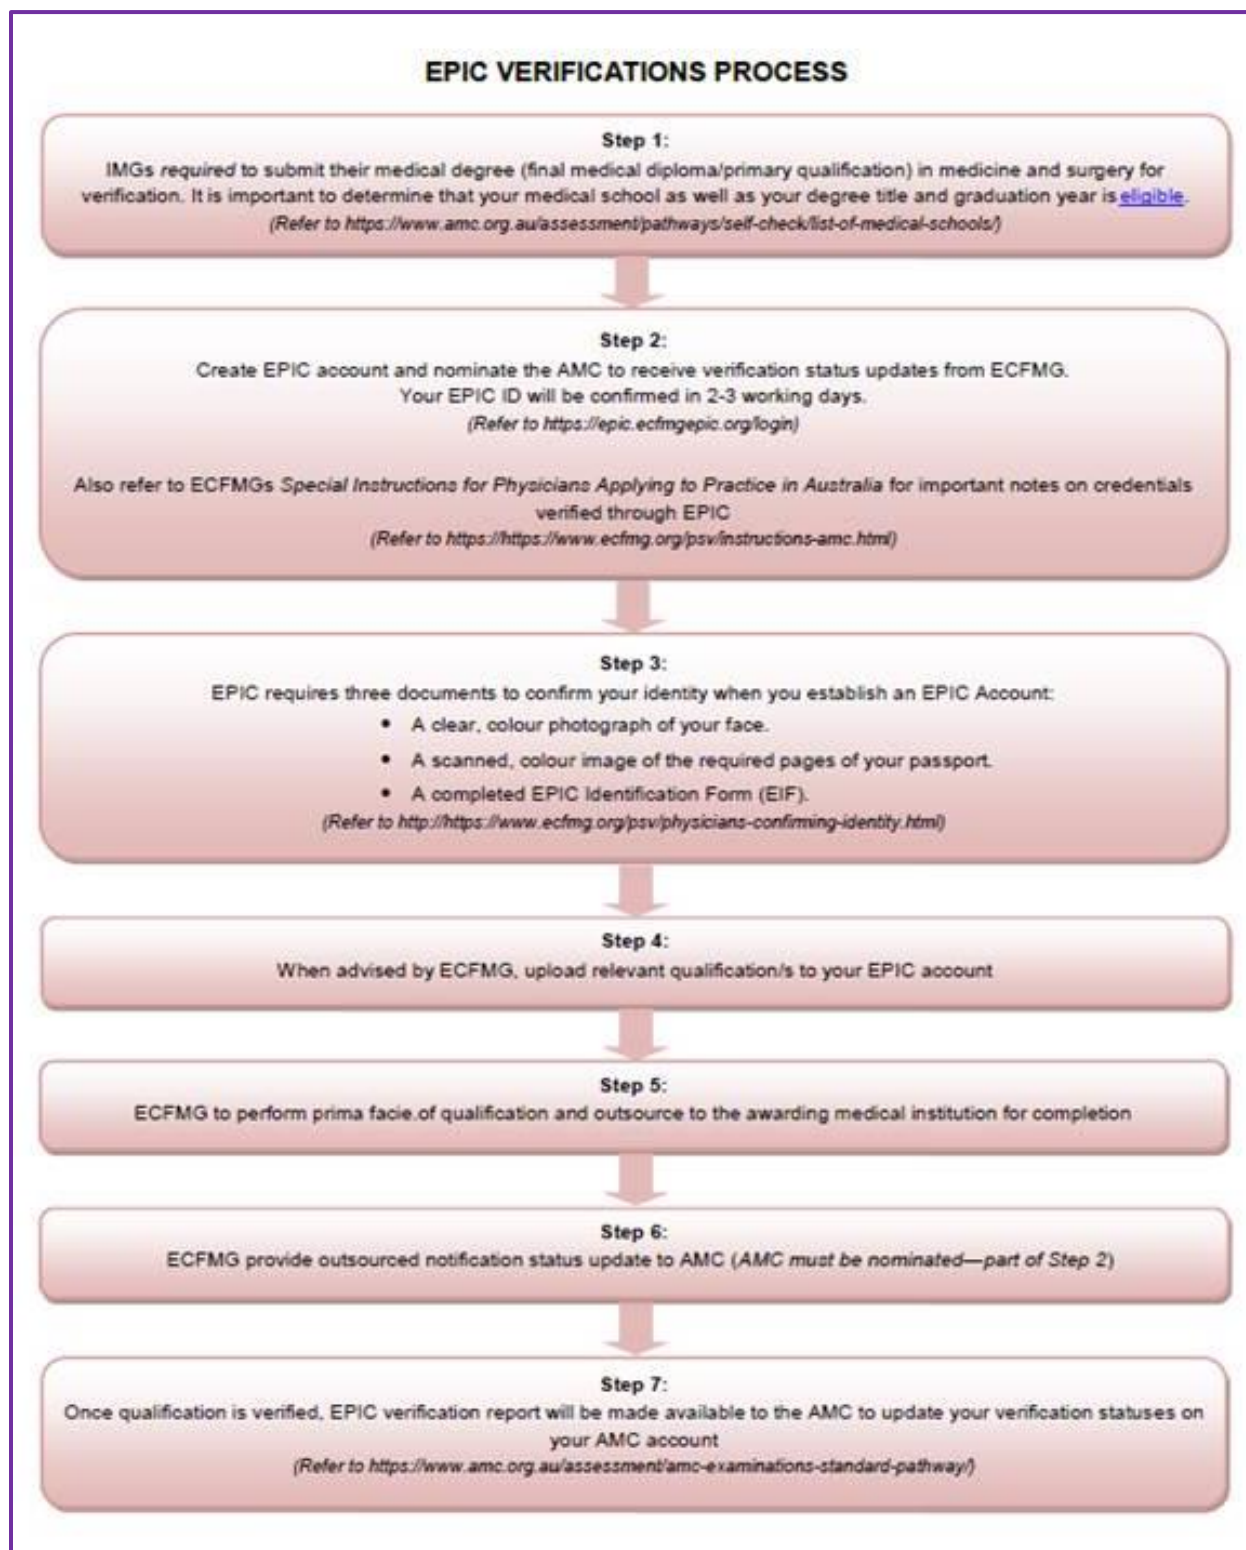 EPIC VERIFICATIONS PROCESS
Step 1:
IMGs required to submit their medical degree (final medical diploma/primary qualification) in medicine and surgery for
verification. It is important to determine that your medical school as well as your degree title and graduation year is eligible.
(Refer to https://www.amc.org.au/assessment/pathways/self-check/list-of-medical-schools/)
Step 2:
Create EPIC account and nominate the AMC to receive verification status updates from ECFMG.
Your EPIC ID will be confirmed in 2-3 working days.
(Refer to https://epic.ecfmgepic.org/login)
Also refer to ECFMGs Special Instructions for Physicians Applying to Practice in Australia for important notes on credentials
verified through EPIC
(Refer to https://https://www.ecfmg.org/psv/instructions-amc.html)
Step 3:
EPIC requires three documents to confirm your identity when you establish an EPIC Account:
• A clear, colour photograph of your face.
• A scanned, colour image of the required pages of your passport.
• A completed EPIC Identification Form (EIF).
(Refer to http://https://www.ecfmg.org/psv/physicians-confirming-identity.html)
Step 4:
When advised by ECFMG, upload relevant qualification/s to your EPIC account
Step 5:
ECFMG to perform prima facie.of qualification and outsource to the awarding medical institution for completion
Step 6:
ECFMG provide outsourced notification status update to AMC (AMC must be nominated—part of Step 2)
Step 7:
Once qualification is verified, EPIC verification report will be made available to the AMC to update your verification statuses on
your AMC account
(Refer to https://www.amc.org.au/assessment/amc-examinations-standard-pathway/)